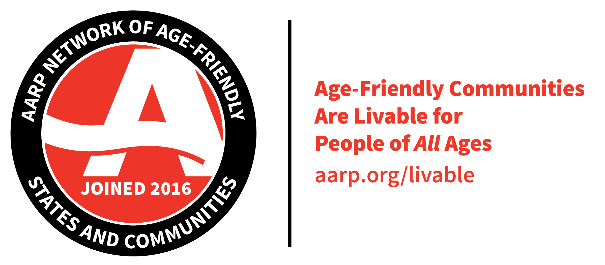 AARP NETWORK OF AGE-FRIENDLY
A
JOINED 2016
STATES AND COMMUNITIES
Age-Friendly Communities
Are Livable for
People of All Ages
aarp.org/livable